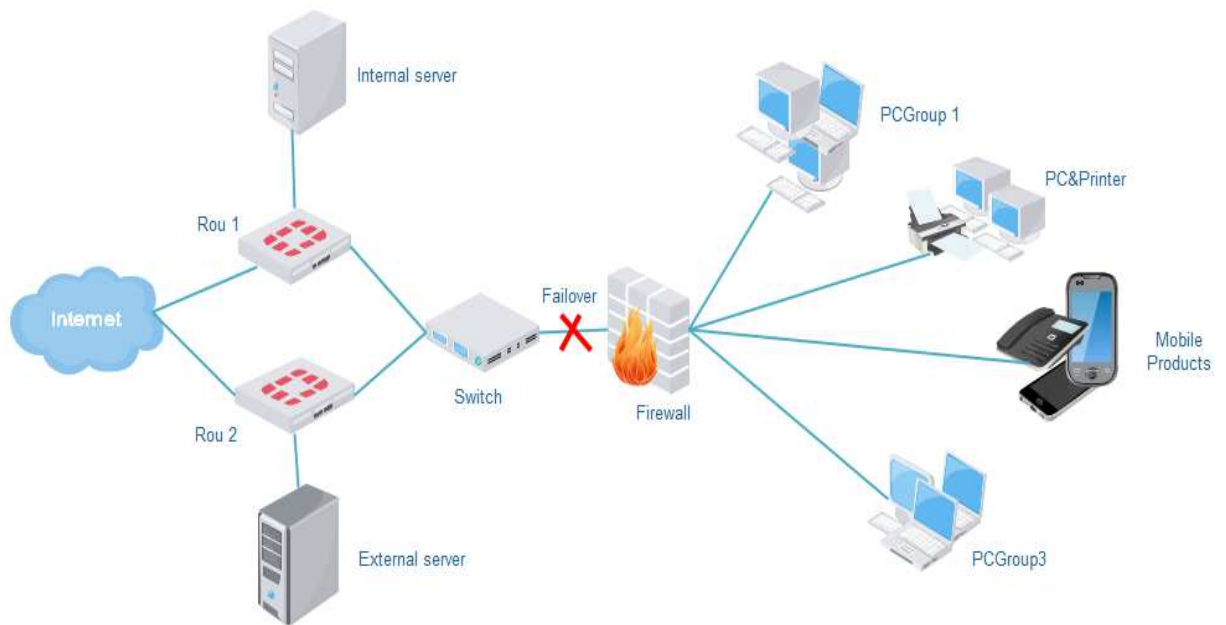 Internal server
PCGroup 1
PC&Printer
Rou 1
Failover
Internet
Mobile
Products
Switch
Firewall
Rou 2
External server
PCGroup3